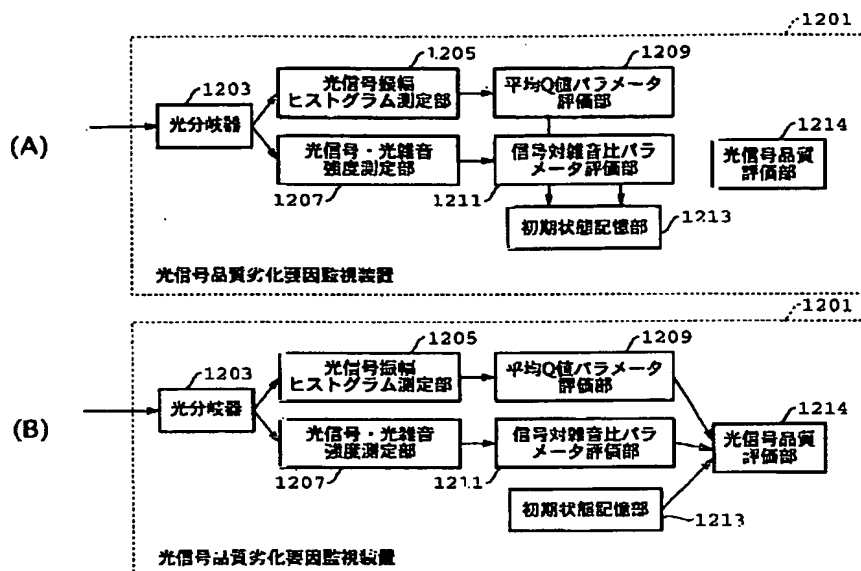 1201
1205
1209
1203
光信号振幅
ヒストグラム測定部
平均Q値パラメータ
評価部
1214
(A)
光分岐器
光信号・光雑音
強度測定部
信号対雑音比パラ
メータ評価部
光信号品質
評価部
1207
1211
1213
初期状態記憶部
光信号品質劣化要因監視装置
1201
1205
1209
1203
光信号振幅
ヒストグラム測定部
平均Q値パラメータ
評価部
1214
(B)
光分岐器
光信号・光雑音
強度測定部
信号対雑音比パラ
メータ評価部
光信号品質
評価部
1207
1211
初期状態記憶部
1213
光信号品質劣化要因監視装置